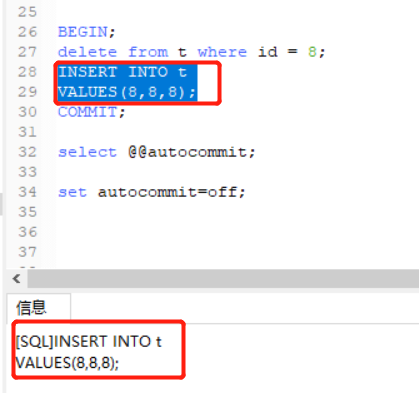 25
26 BEGIN;
27 delete from t where id = 8;
28 INSERT INTO t
29 VALUES(8,8,8);
30 COMMIT;
31
32 select @@autocommit;
33
34 set autocommit=off;
35
36
37
信息
[SQL]INSERT INTO t
VALUES(8,8,8);